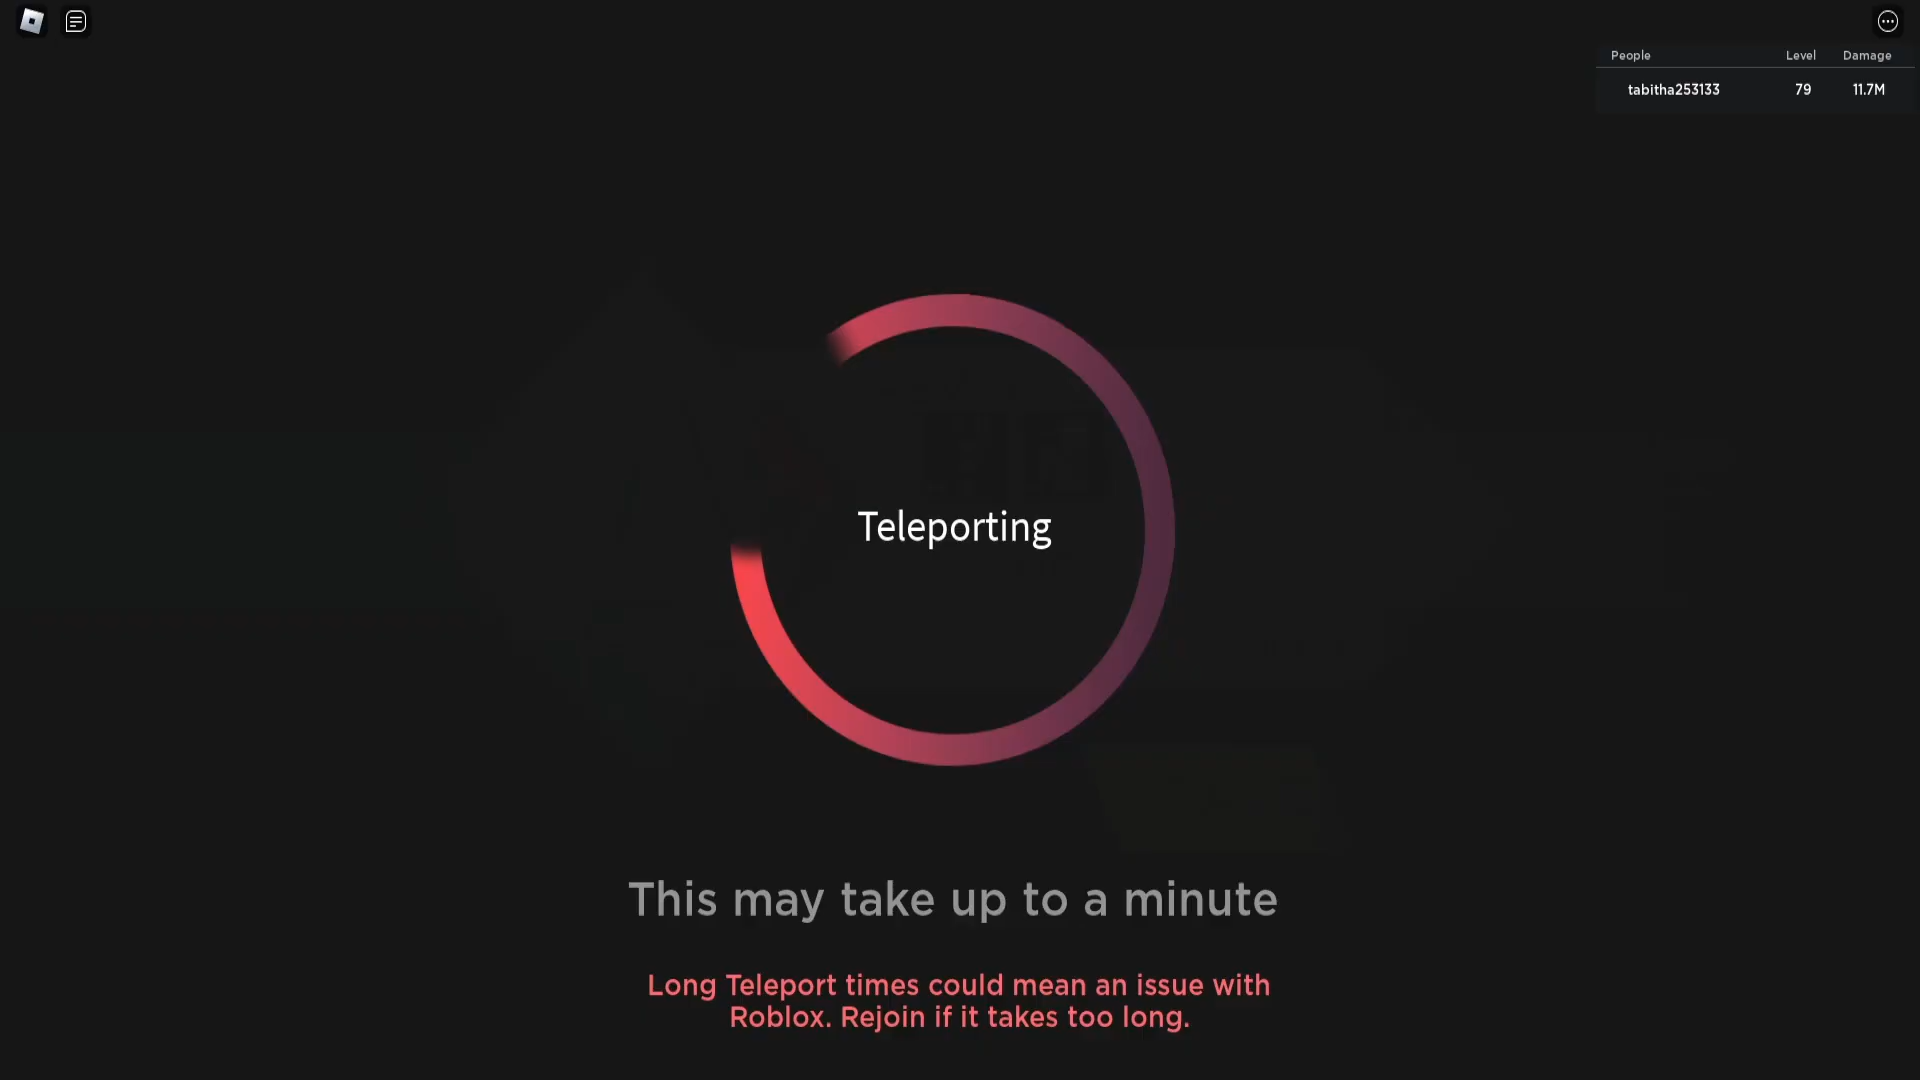 People Level Damage
tabitha253133 79 11.7M
Teleporting
This may take up to a minute
Long Teleport times could mean an issue with
Roblox. Rejoin if it takes too long.